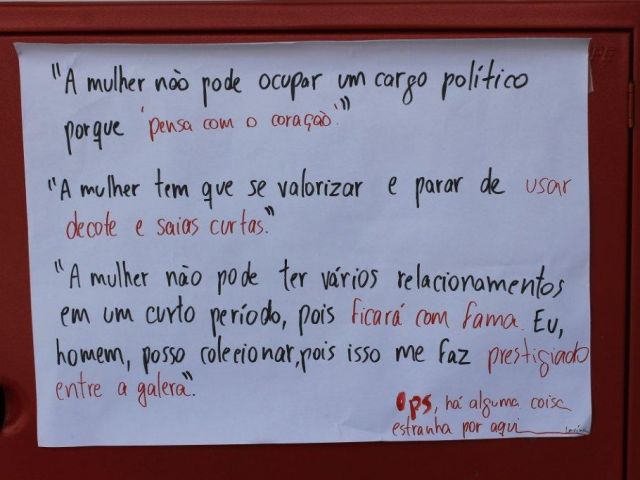 "A mulher não pode ocupar um cargo político
porque 'pensa com o coração'."
"A mulher tem que se valorizar e parar de usar
decote e saias curtas."
"A mulher não pode ter vários relacionamentos
em um curto período, pois ficará com fama. Eu,
homem, posso colecionar, pois isso me faz prestigiado
entre a galera".
Ops, há alguma coisa
estranha por aqui